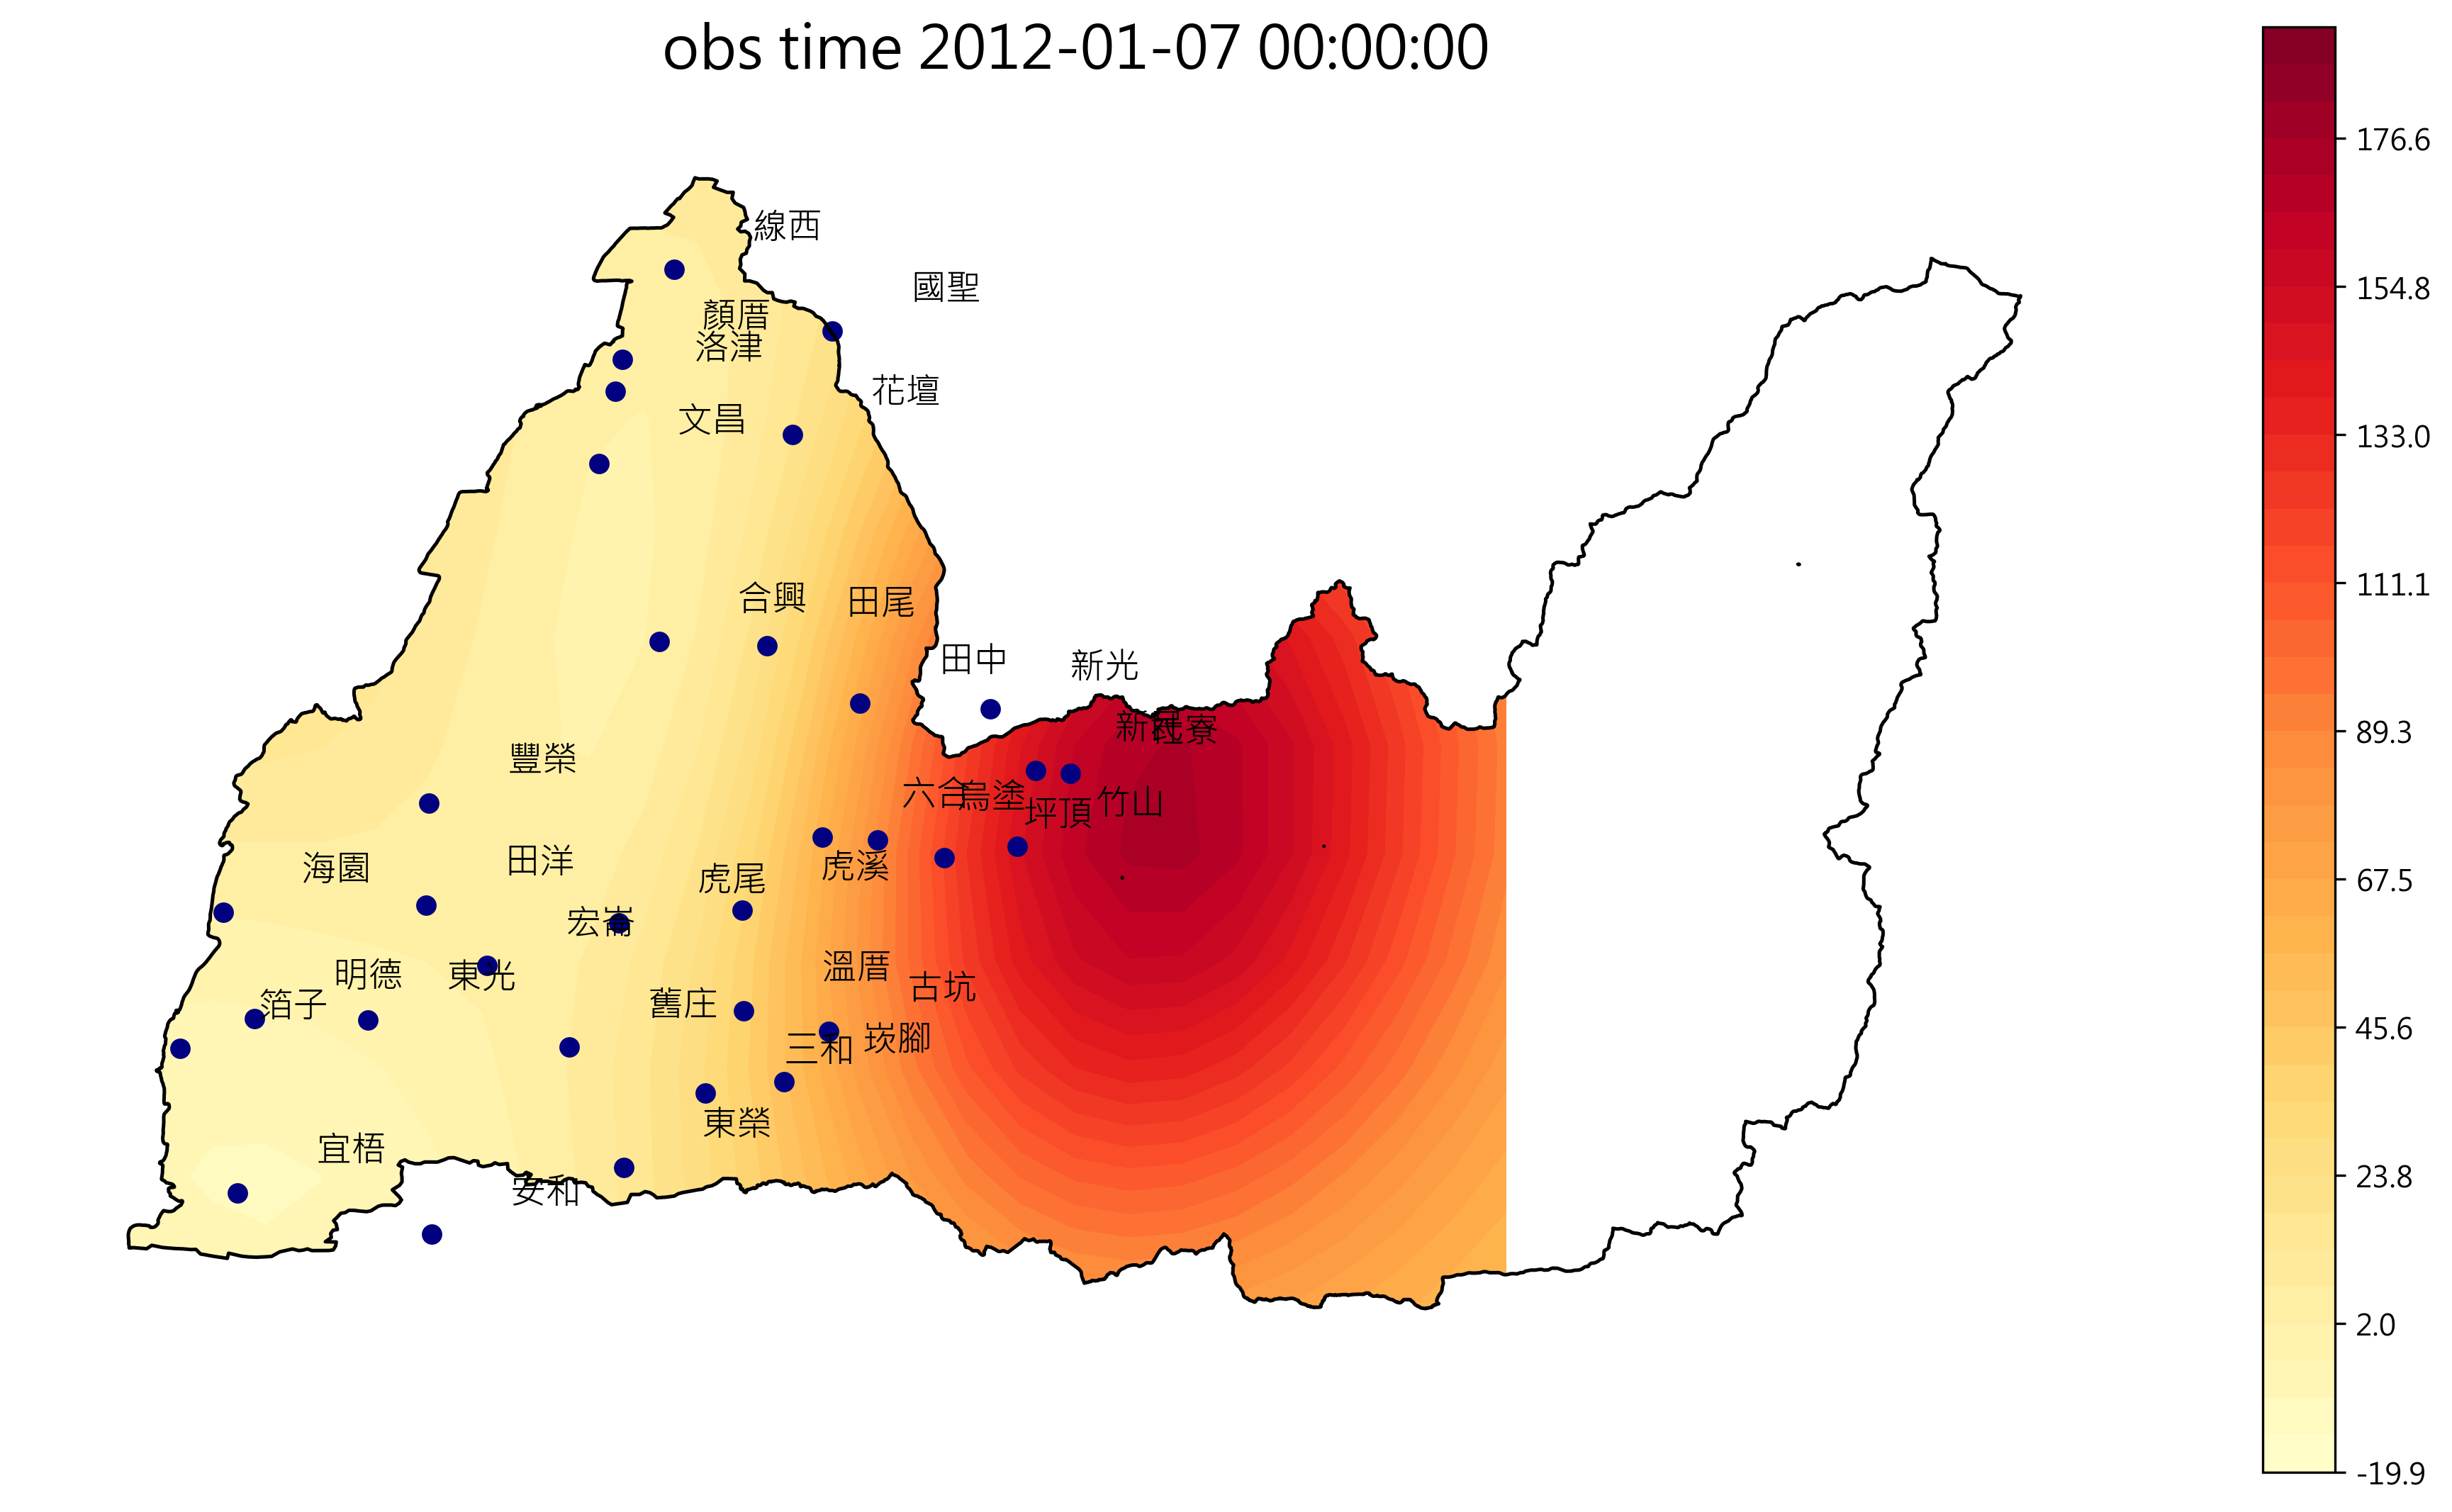 obs time 2012-01-07 00:00:00
線西
國聖
顏厝
洛津
花壇
文昌
合興
田尾
田中
新光
新民
社寮
豐榮
六合
烏塗
坪頂
竹山
海園
田洋
虎尾
虎溪
宏崙
明德
東光
溫厝
古坑
箔子
舊庄
三和
崁腳
東榮
宜梧
安和
176.6
154.8
133.0
111.1
89.3
67.5
45.6
23.8
2.0
-19.9